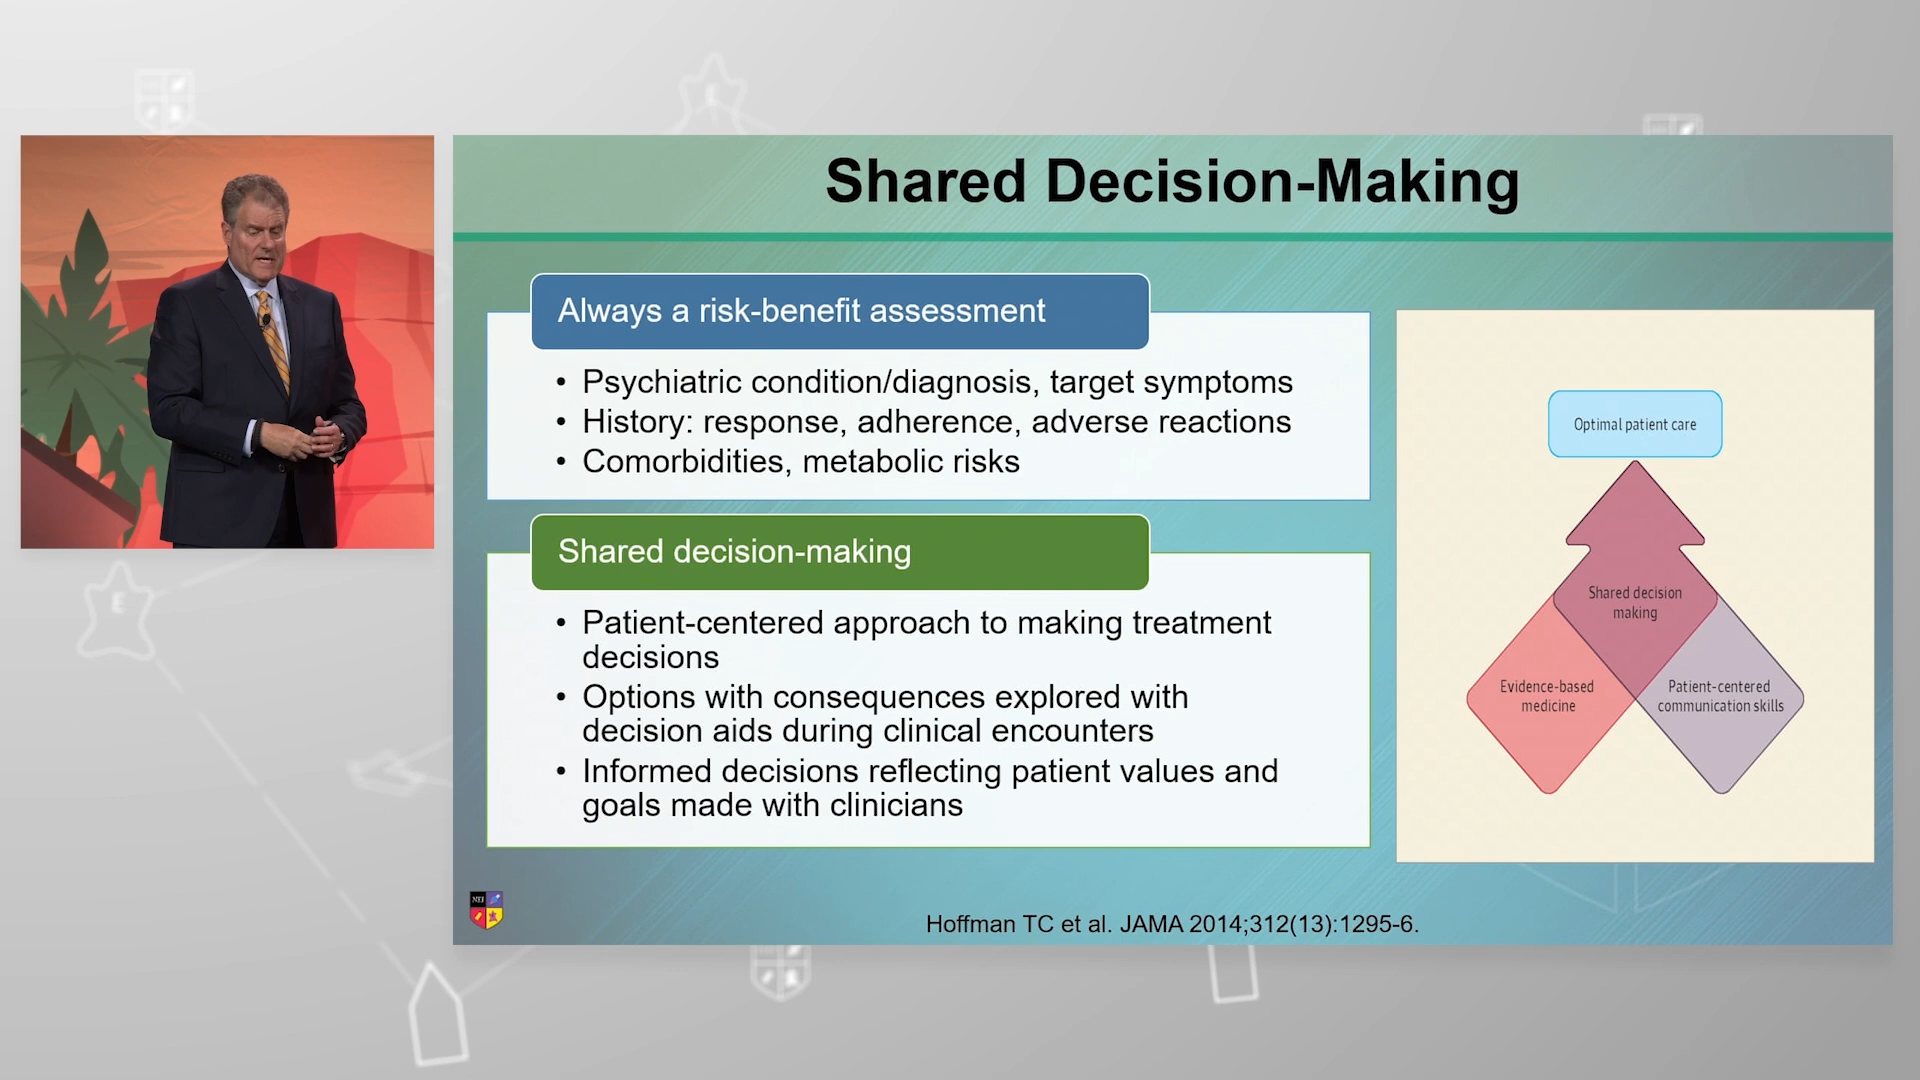 Shared Decision-Making
Always a risk-benefit assessment
• Psychiatric condition/diagnosis, target symptoms
• History: response, adherence, adverse reactions
• Comorbidities, metabolic risks
Shared decision-making
• Patient-centered approach to making treatment
decisions
• Options with consequences explored with
decision aids during clinical encounters
• Informed decisions reflecting patient values and
goals made with clinicians
Optimal patient care
Shared decision
making
Evidence-based
medicine
Patient-centered
communication skills
NEI
Hoffman TC et al. JAMA 2014;312(13):1295-6.